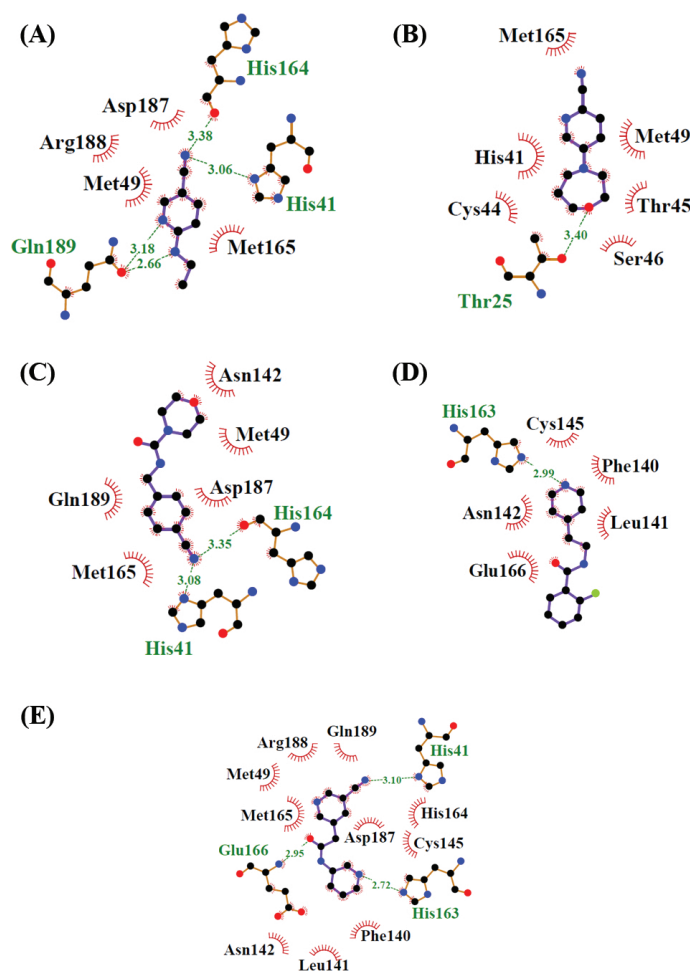 (A)
His164
Asp187
3.38
Arg188
3.06
Met49
His41
Gln189
3.18
Met165
2.66
(B)
Met165
Met49
His41
Thr45
Cys44
3.40
Ser46
Thr25
(C)
Asn142
Met49
Gln189
Asp187
His164
3.35
Met165
3.08
His41
(D)
His163
Cys145
2.99
Phe140
Asn142
Leu141
Glu166
(E)
Gln189
Arg188
His41
Met49
3.10
Met165
His164
Asp187
Cys145
Glu166
2.95
2.72
His163
Phe140
Asn142
Leu141